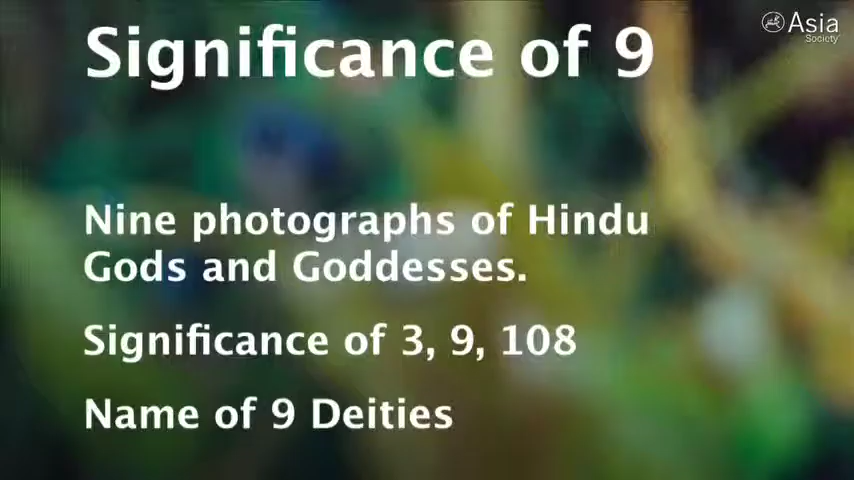 Significance of 9
Asia
Society
Nine photographs of Hindu
Gods and Goddesses.
Significance of 3, 9, 108
Name of 9 Deities